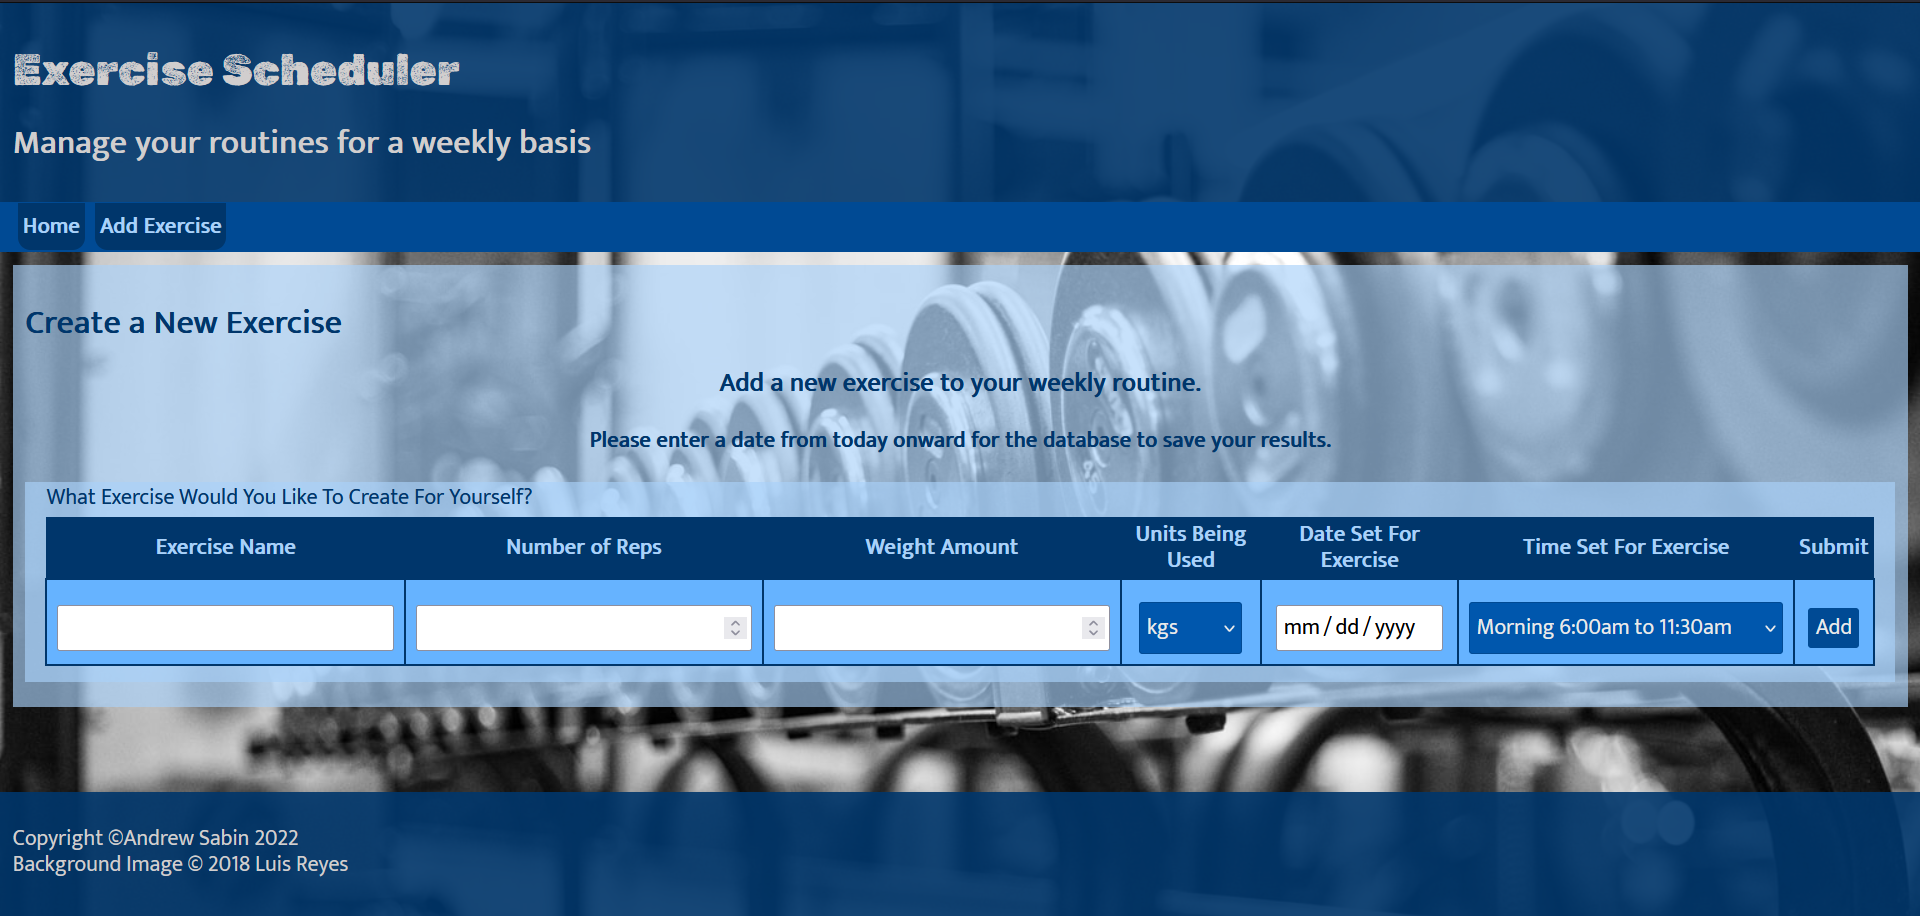 Exercise Scheduler
Manage your routines for a weekly basis
Home Add Exercise
Create a New Exercise
Add a new exercise to your weekly routine.
Please enter a date from today onward for the database to save your results.
What Exercise Would You Like To Create For Yourself?
Exercise Name Number of Reps Weight Amount Units Being Used Date Set For Exercise Time Set For Exercise Submit
kgs mm / dd / yyyy Morning 6:00am to 11:30am Add
Copyright ©Andrew Sabin 2022
Background Image © 2018 Luis Reyes